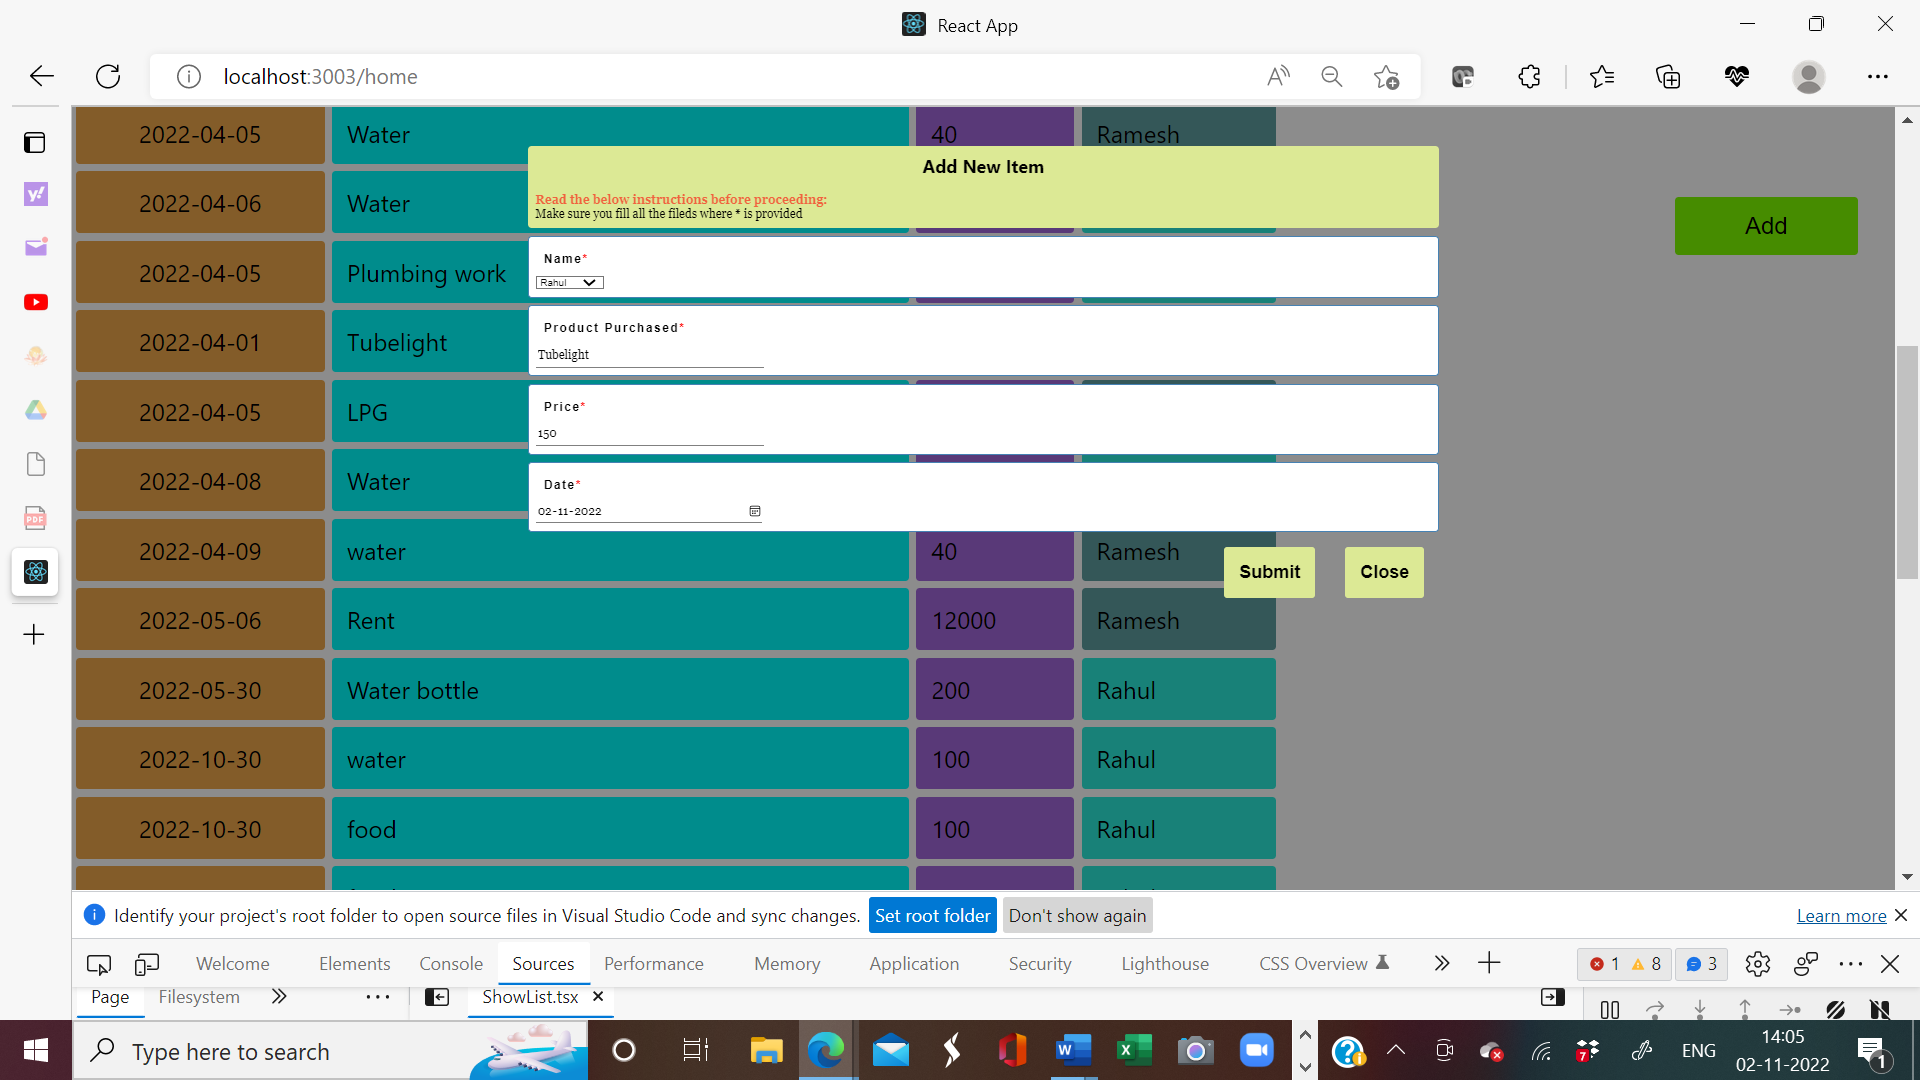 React App
localhost:3003/home
2022-04-05 Water 40 Ramesh
Add New Item
Read the below instructions before proceeding:
Make sure you fill all the fileds where * is provided
2022-04-06 Water
Add
Name*
Rahul
2022-04-05 Plumbing work
Product Purchased*
Tubelight
2022-04-01 Tubelight
Price*
150
2022-04-05 LPG
Date*
02-11-2022
2022-04-08 Water
2022-04-09 water 40 Ramesh
Submit Close
2022-05-06 Rent 12000 Ramesh
2022-05-30 Water bottle 200 Rahul
2022-10-30 water 100 Rahul
2022-10-30 food 100 Rahul
Identify your project's root folder to open source files in Visual Studio Code and sync changes. Set root folder Don't show again Learn more
Welcome Elements Console Sources Performance Memory Application Security Lighthouse CSS Overview 1 8 3
Page Filesystem ShowList.tsx
Type here to search
ENG
14:05
02-11-2022
7
1